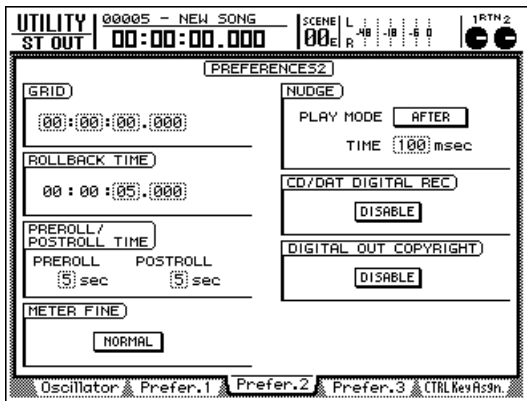 UTILITY 00005 - NEW SONG SCENE L 1RTN2
ST OUT 00:00:00.000 00E R -48 -18 -6 0
PREFERENCES2
GRID
00:00:00.000
ROLLBACK TIME
00:00:05.000
PREROLL/
POSTROLL TIME
PREROLL POSTROLL
5 sec 5 sec
METER FINE
NORMAL
NUDGE
PLAY MODE AFTER
TIME 100 msec
CD/DAT DIGITAL REC
DISABLE
DIGITAL OUT COPYRIGHT
DISABLE
Oscillator Prefer.1 Prefer.2 Prefer.3 CTRLKeyAsgn.